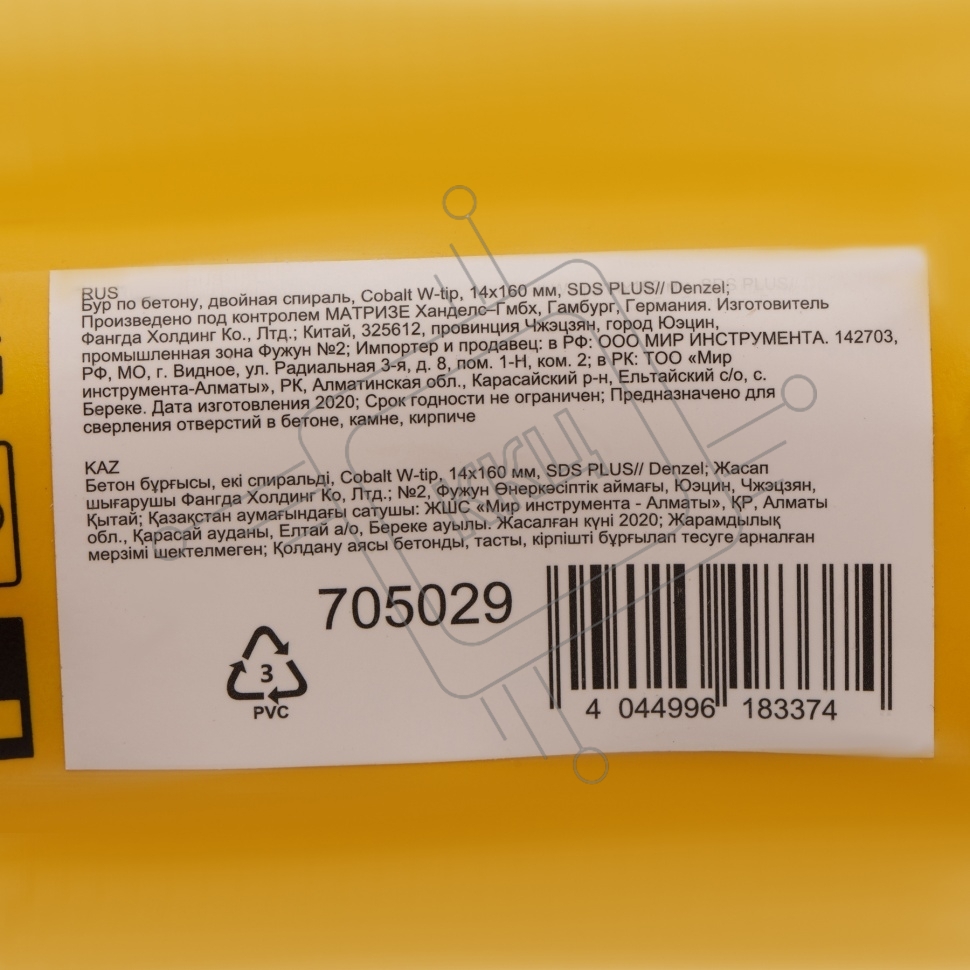 RUS
Бур по бетону, двойная спираль, Cobalt W-tip, 14x160 мм, SDS PLUS// Denzel;
Произведено под контролем МАТРИЗЕ Ханделс–Гмбх, Гамбург, Германия. Изготовитель
Фангда Холдинг Ко., Лтд.; Китай, 325612, провинция Чжэцзян, город Юэцин,
промышленная зона Фужун №2; Импортер и продавец: в РФ: ООО МИР ИНСТРУМЕНТА. 142703,
РФ, МО, г. Видное, ул. Радиальная 3-я, д. 8, пом. 1-Н, ком. 2; в РК: ТОО «Мир
инструмента-Алматы», РК, Алматинская обл., Карасайский р-н, Ельтайский с/о, с.
Береке. Дата изготовления 2020; Срок годности не ограничен; Предназначено для
сверления отверстий в бетоне, камне, кирпиче
KAZ
Бетон бұрғысы, екі спиральді, Cobalt W-tip, 14x160 мм, SDS PLUS// Denzel; Жасап
шығарушы Фангда Холдинг Ко, Лтд.; №2, Фужун Өнеркәсіптік аймағы, Юэцин, Чжэцзян,
Қытай; Қазақстан аумағындағы сатушы: ЖШС «Мир инструмента - Алматы», ҚР, Алматы
обл., Қарасай ауданы, Елтай а/о, Береке ауылы. Жасалған күні 2020; Жарамдылық
мерзімі шектелмеген; Қолдану аясы бетонды, тасты, кірпішті бұрғылап тесуге арналған
705029
3
PVC
4 044996 183374
ККЦ